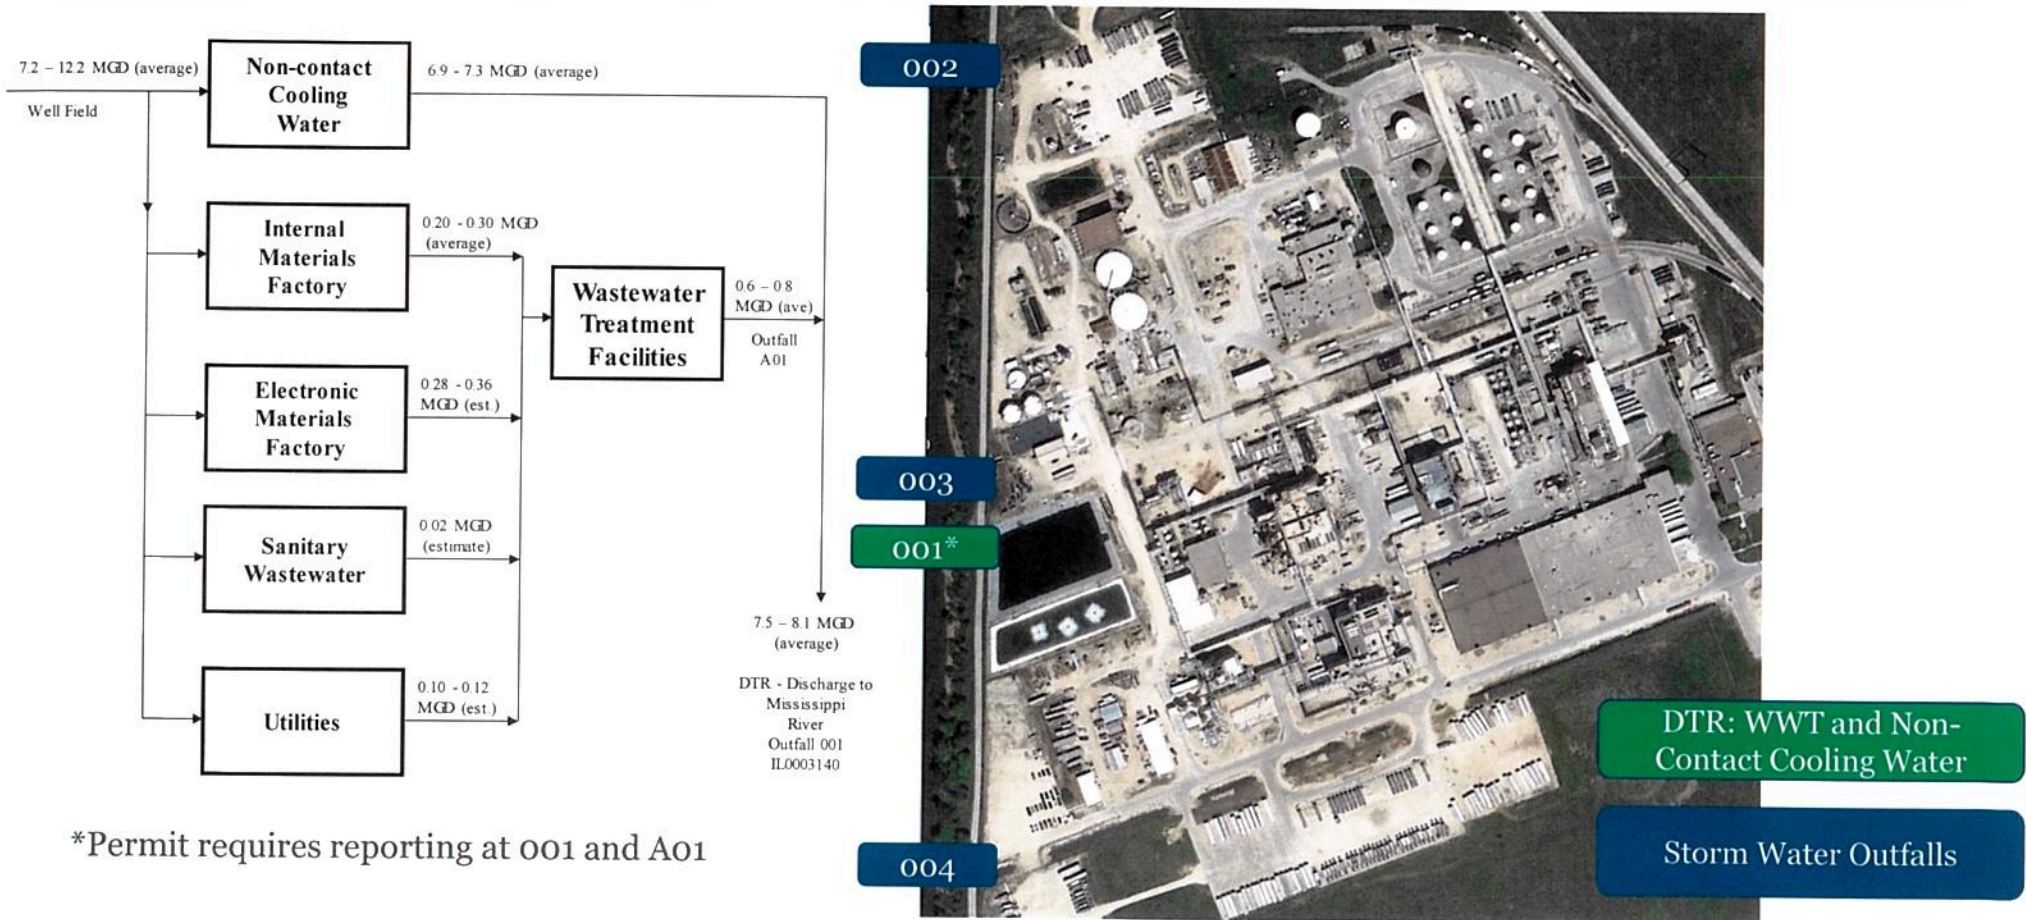 7.2 – 12.2 MGD (average)
Well Field
Non-contact
Cooling
Water
6.9 - 7.3 MGD (average)
Internal
Materials
Factory
0.20 - 0.30 MGD
(average)
Electronic
Materials
Factory
0.28 - 0.36
MGD (est.)
Sanitary
Wastewater
0.02 MGD
(estimate)
Utilities
0.10 - 0.12
MGD (est.)
Wastewater
Treatment
Facilities
0.6 – 0.8
MGD (ave)
Outfall
A01
7.5 – 8.1 MGD
(average)
DTR - Discharge to
Mississippi
River
Outfall 001
IL0003140
*Permit requires reporting at 001 and A01
002
003
001*
004
DTR: WWT and Non-
Contact Cooling Water
Storm Water Outfalls